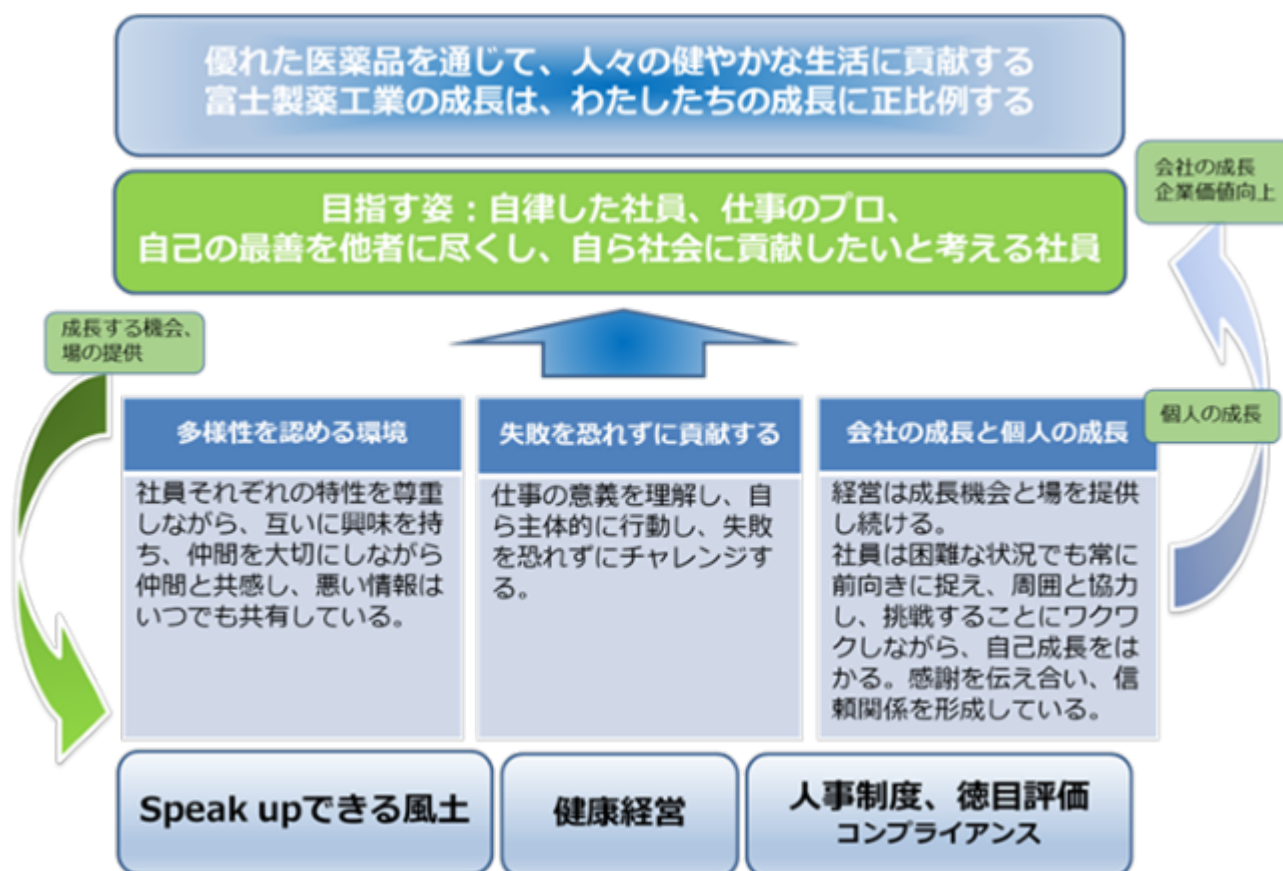 優れた医薬品を通じて、人々の健やかな生活に貢献する
富士製薬工業の成長は、わたしたちの成長に正比例する
会社の成長
企業価値向上
目指す姿：自律した社員、仕事のプロ、
自己の最善を他者に尽くし、自ら社会に貢献したいと考える社員
成長する機会、
場の提供
個人の成長
多様性を認める環境
社員それぞれの特性を尊重
しながら、互いに興味を持
ち、仲間を大切にしながら
仲間と共感し、悪い情報は
いつでも共有している。
失敗を恐れずに貢献する
仕事の意義を理解し、自
ら主体的に行動し、失敗
を恐れずにチャレンジす
る。
会社の成長と個人の成長
経営は成長機会と場を提供
し続ける。
社員は困難な状況でも常に
前向きに捉え、周囲と協力
し、挑戦することにワクワ
クしながら、自己成長をは
かる。感謝を伝え合い、信
頼関係を形成している。
Speak upできる風土
健康経営
人事制度、徳目評価
コンプライアンス